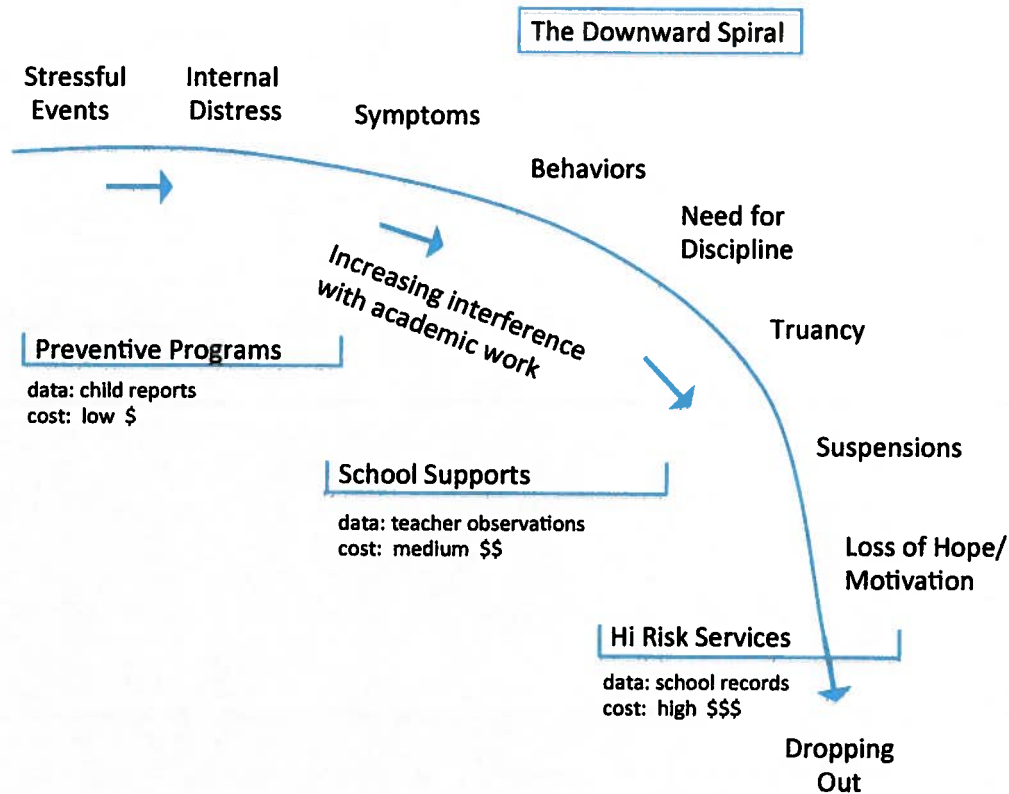 The Downward Spiral
Stressful
Events
Internal
Distress
Symptoms
Behaviors
Need for
Discipline
Increasing interference
with academic work
Truancy
Preventive Programs
data: child reports
cost: low $
Suspensions
School Supports
data: teacher observations
cost: medium $$
Loss of Hope/
Motivation
Hi Risk Services
data: school records
cost: high $$$
Dropping
Out